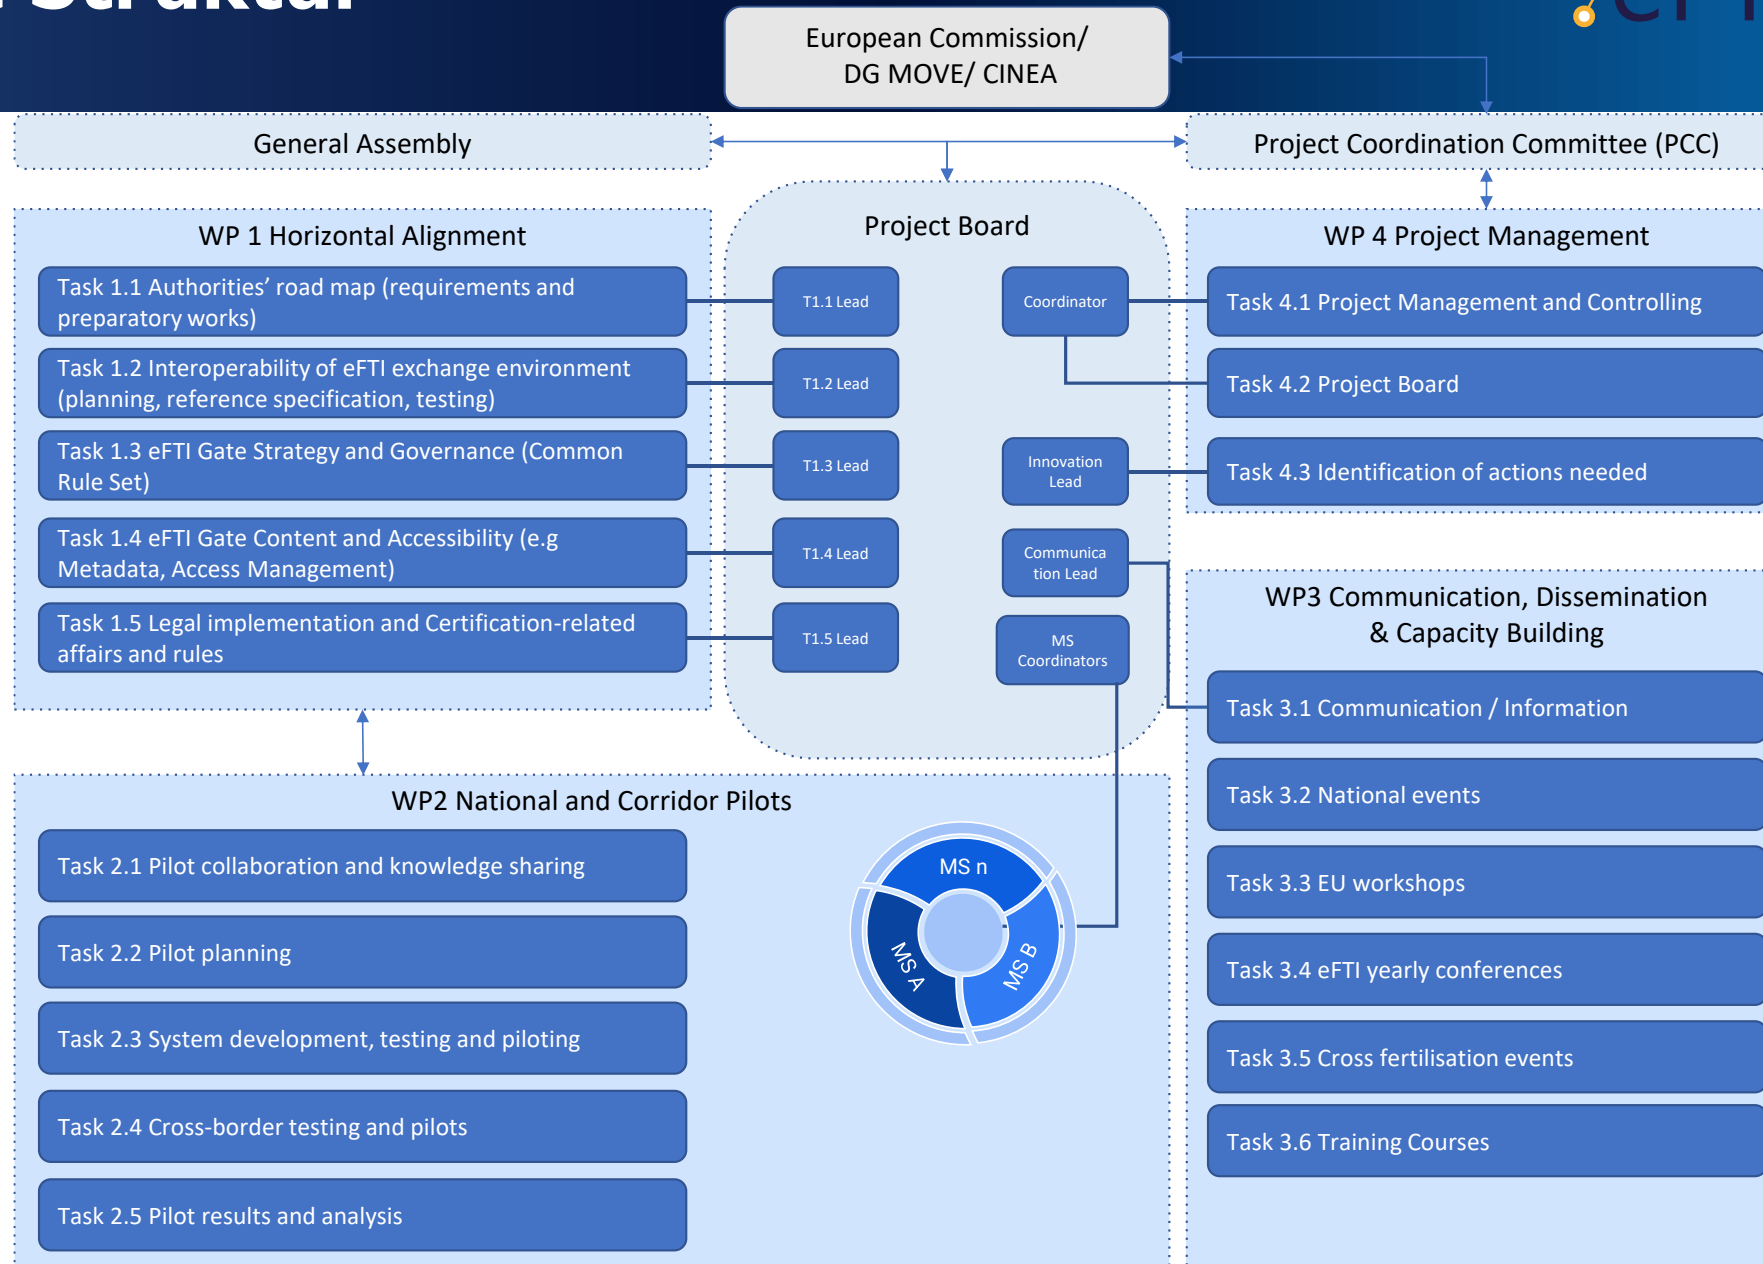 Struktur
European Commission/
DG MOVE/ CINEA
General Assembly
Project Coordination Committee (PCC)
WP 1 Horizontal Alignment
Task 1.1 Authorities’ road map (requirements and
preparatory works)
Task 1.2 Interoperability of eFTI exchange environment
(planning, reference specification, testing)
Task 1.3 eFTI Gate Strategy and Governance (Common
Rule Set)
Task 1.4 eFTI Gate Content and Accessibility (e.g
Metadata, Access Management)
Task 1.5 Legal implementation and Certification-related
affairs and rules
Project Board
T1.1 Lead
T1.2 Lead
T1.3 Lead
T1.4 Lead
T1.5 Lead
Coordinator
Innovation
Lead
Communica
tion Lead
MS
Coordinators
WP 4 Project Management
Task 4.1 Project Management and Controlling
Task 4.2 Project Board
Task 4.3 Identification of actions needed
WP3 Communication, Dissemination
& Capacity Building
Task 3.1 Communication / Information
Task 3.2 National events
Task 3.3 EU workshops
Task 3.4 eFTI yearly conferences
Task 3.5 Cross fertilisation events
Task 3.6 Training Courses
WP2 National and Corridor Pilots
Task 2.1 Pilot collaboration and knowledge sharing
Task 2.2 Pilot planning
Task 2.3 System development, testing and piloting
Task 2.4 Cross-border testing and pilots
Task 2.5 Pilot results and analysis
MS n
MS A
MS B